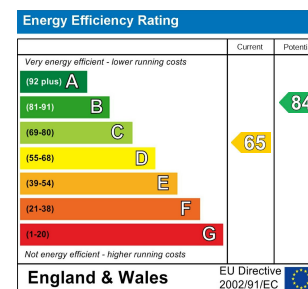 Energy Efficiency Rating
Current
Potenti
Very energy efficient - lower running costs
(92 plus) A
(81-91) B
84
(69-80) C
65
(55-68) D
(39-54) E
(21-38) F
(1-20) G
Not energy efficient - higher running costs
England & Wales
EU Directive
2002/91/EC